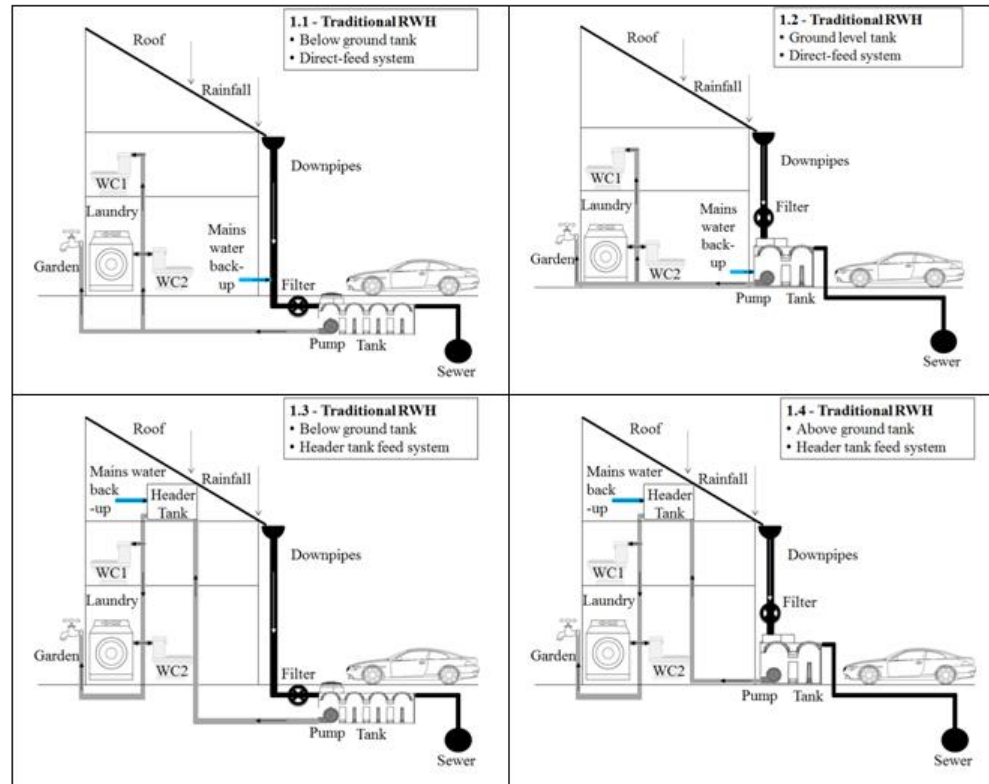 1.1 - Traditional RWH
• Below ground tank
• Direct-feed system
Roof
Rainfall
Downpipes
WC1
Laundry
Mains
water
back-
up
Garden
WC2
Filter
Pump
Tank
Sewer
1.2 - Traditional RWH
• Ground level tank
• Direct-feed system
Roof
Rainfall
Downpipes
WC1
Filter
Laundry
Mains
water
back-
up
Garden
WC2
Pump
Tank
Sewer
1.3 - Traditional RWH
• Below ground tank
• Header tank feed system
Roof
Mains water
back
-up
Rainfall
Header
Tank
Downpipes
WC1
Laundry
Garden
WC2
Filter
Pump
Tank
Sewer
1.4 - Traditional RWH
• Above ground tank
• Header tank feed system
Roof
Mains water
back
-up
Rainfall
Header
Tank
Downpipes
WC1
Laundry
Filter
Garden
WC2
Pump
Tank
Sewer